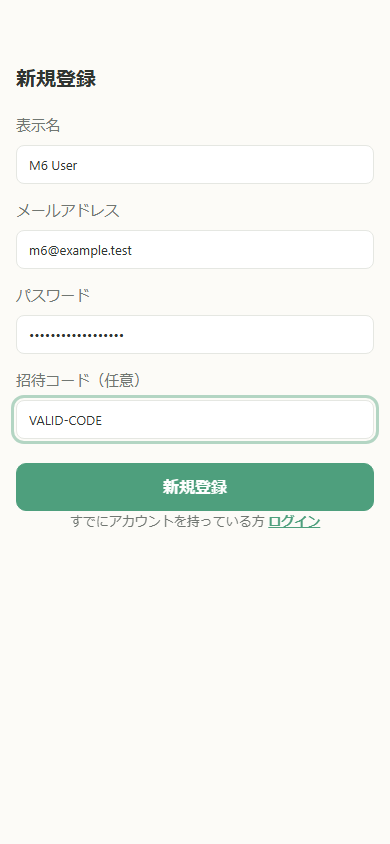 新規登録
表示名
M6 User
メールアドレス
m6@example.test
パスワード
••••••••••••••••••
招待コード（任意）
VALID-CODE
新規登録
すでにアカウントを持っている方 ログイン